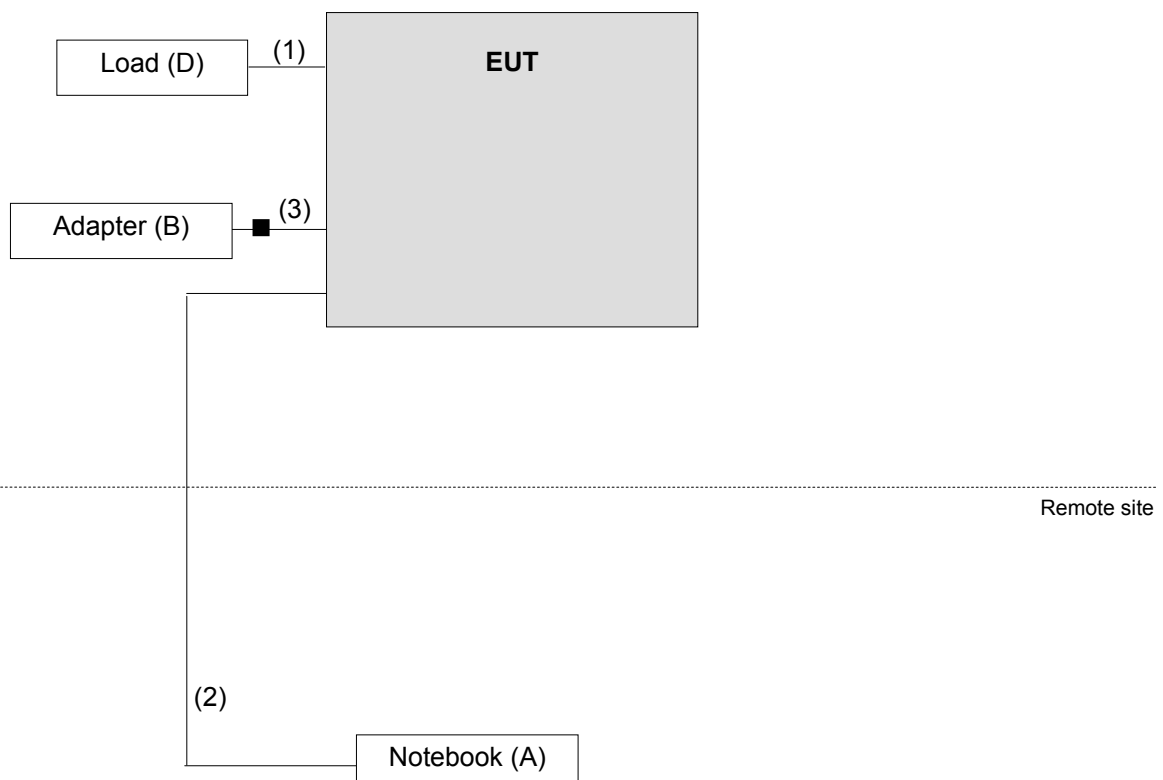 Load (D)
(1)
EUT
Adapter (B)
(3)
Remote site
(2)
Notebook (A)